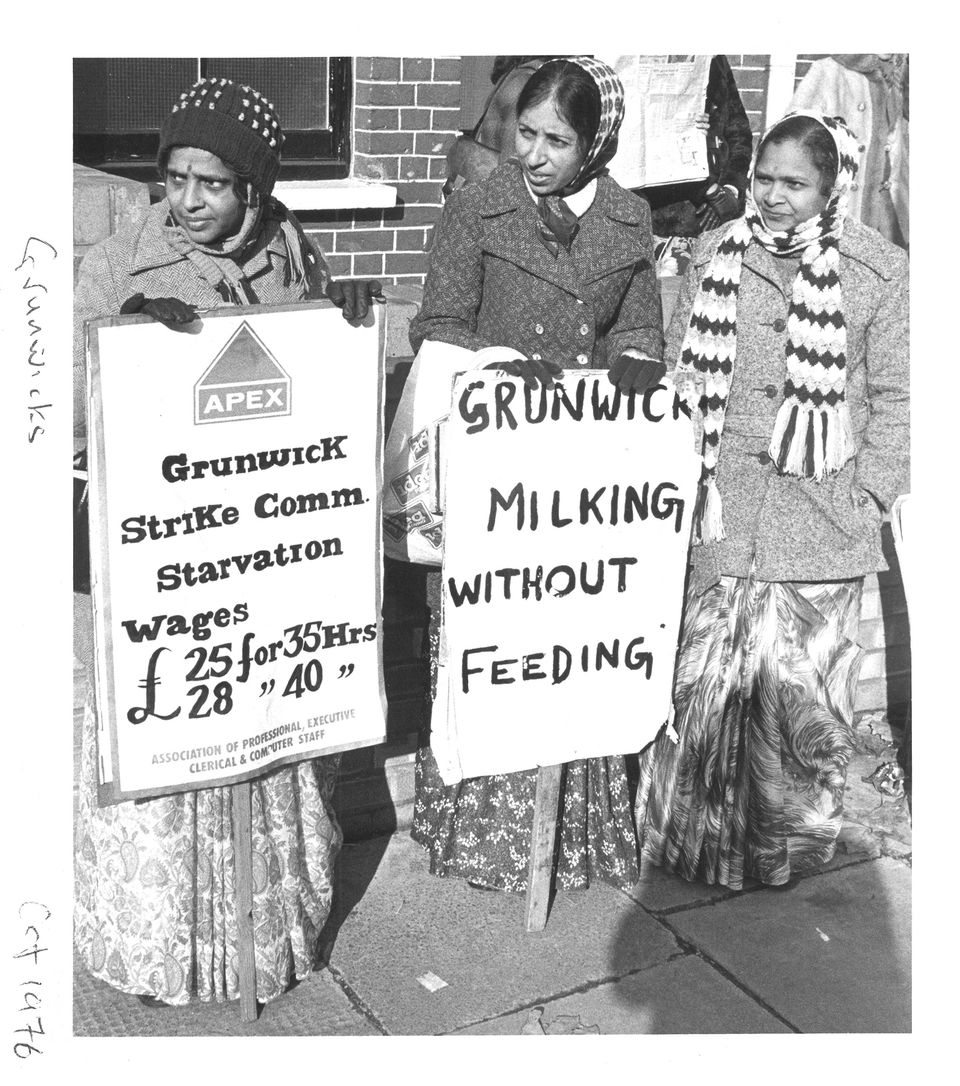 Grunwicks
Oct 1976
APEX
Grunwick
Strike Comm.
Starvation
Wages
£ 25 for 35 Hrs
28 " 40 "
ASSOCIATION OF PROFESSIONAL, EXECUTIVE
CLERICAL & COMPUTER STAFF
GRUNWICK
MILKING
WITHOUT
FEEDING